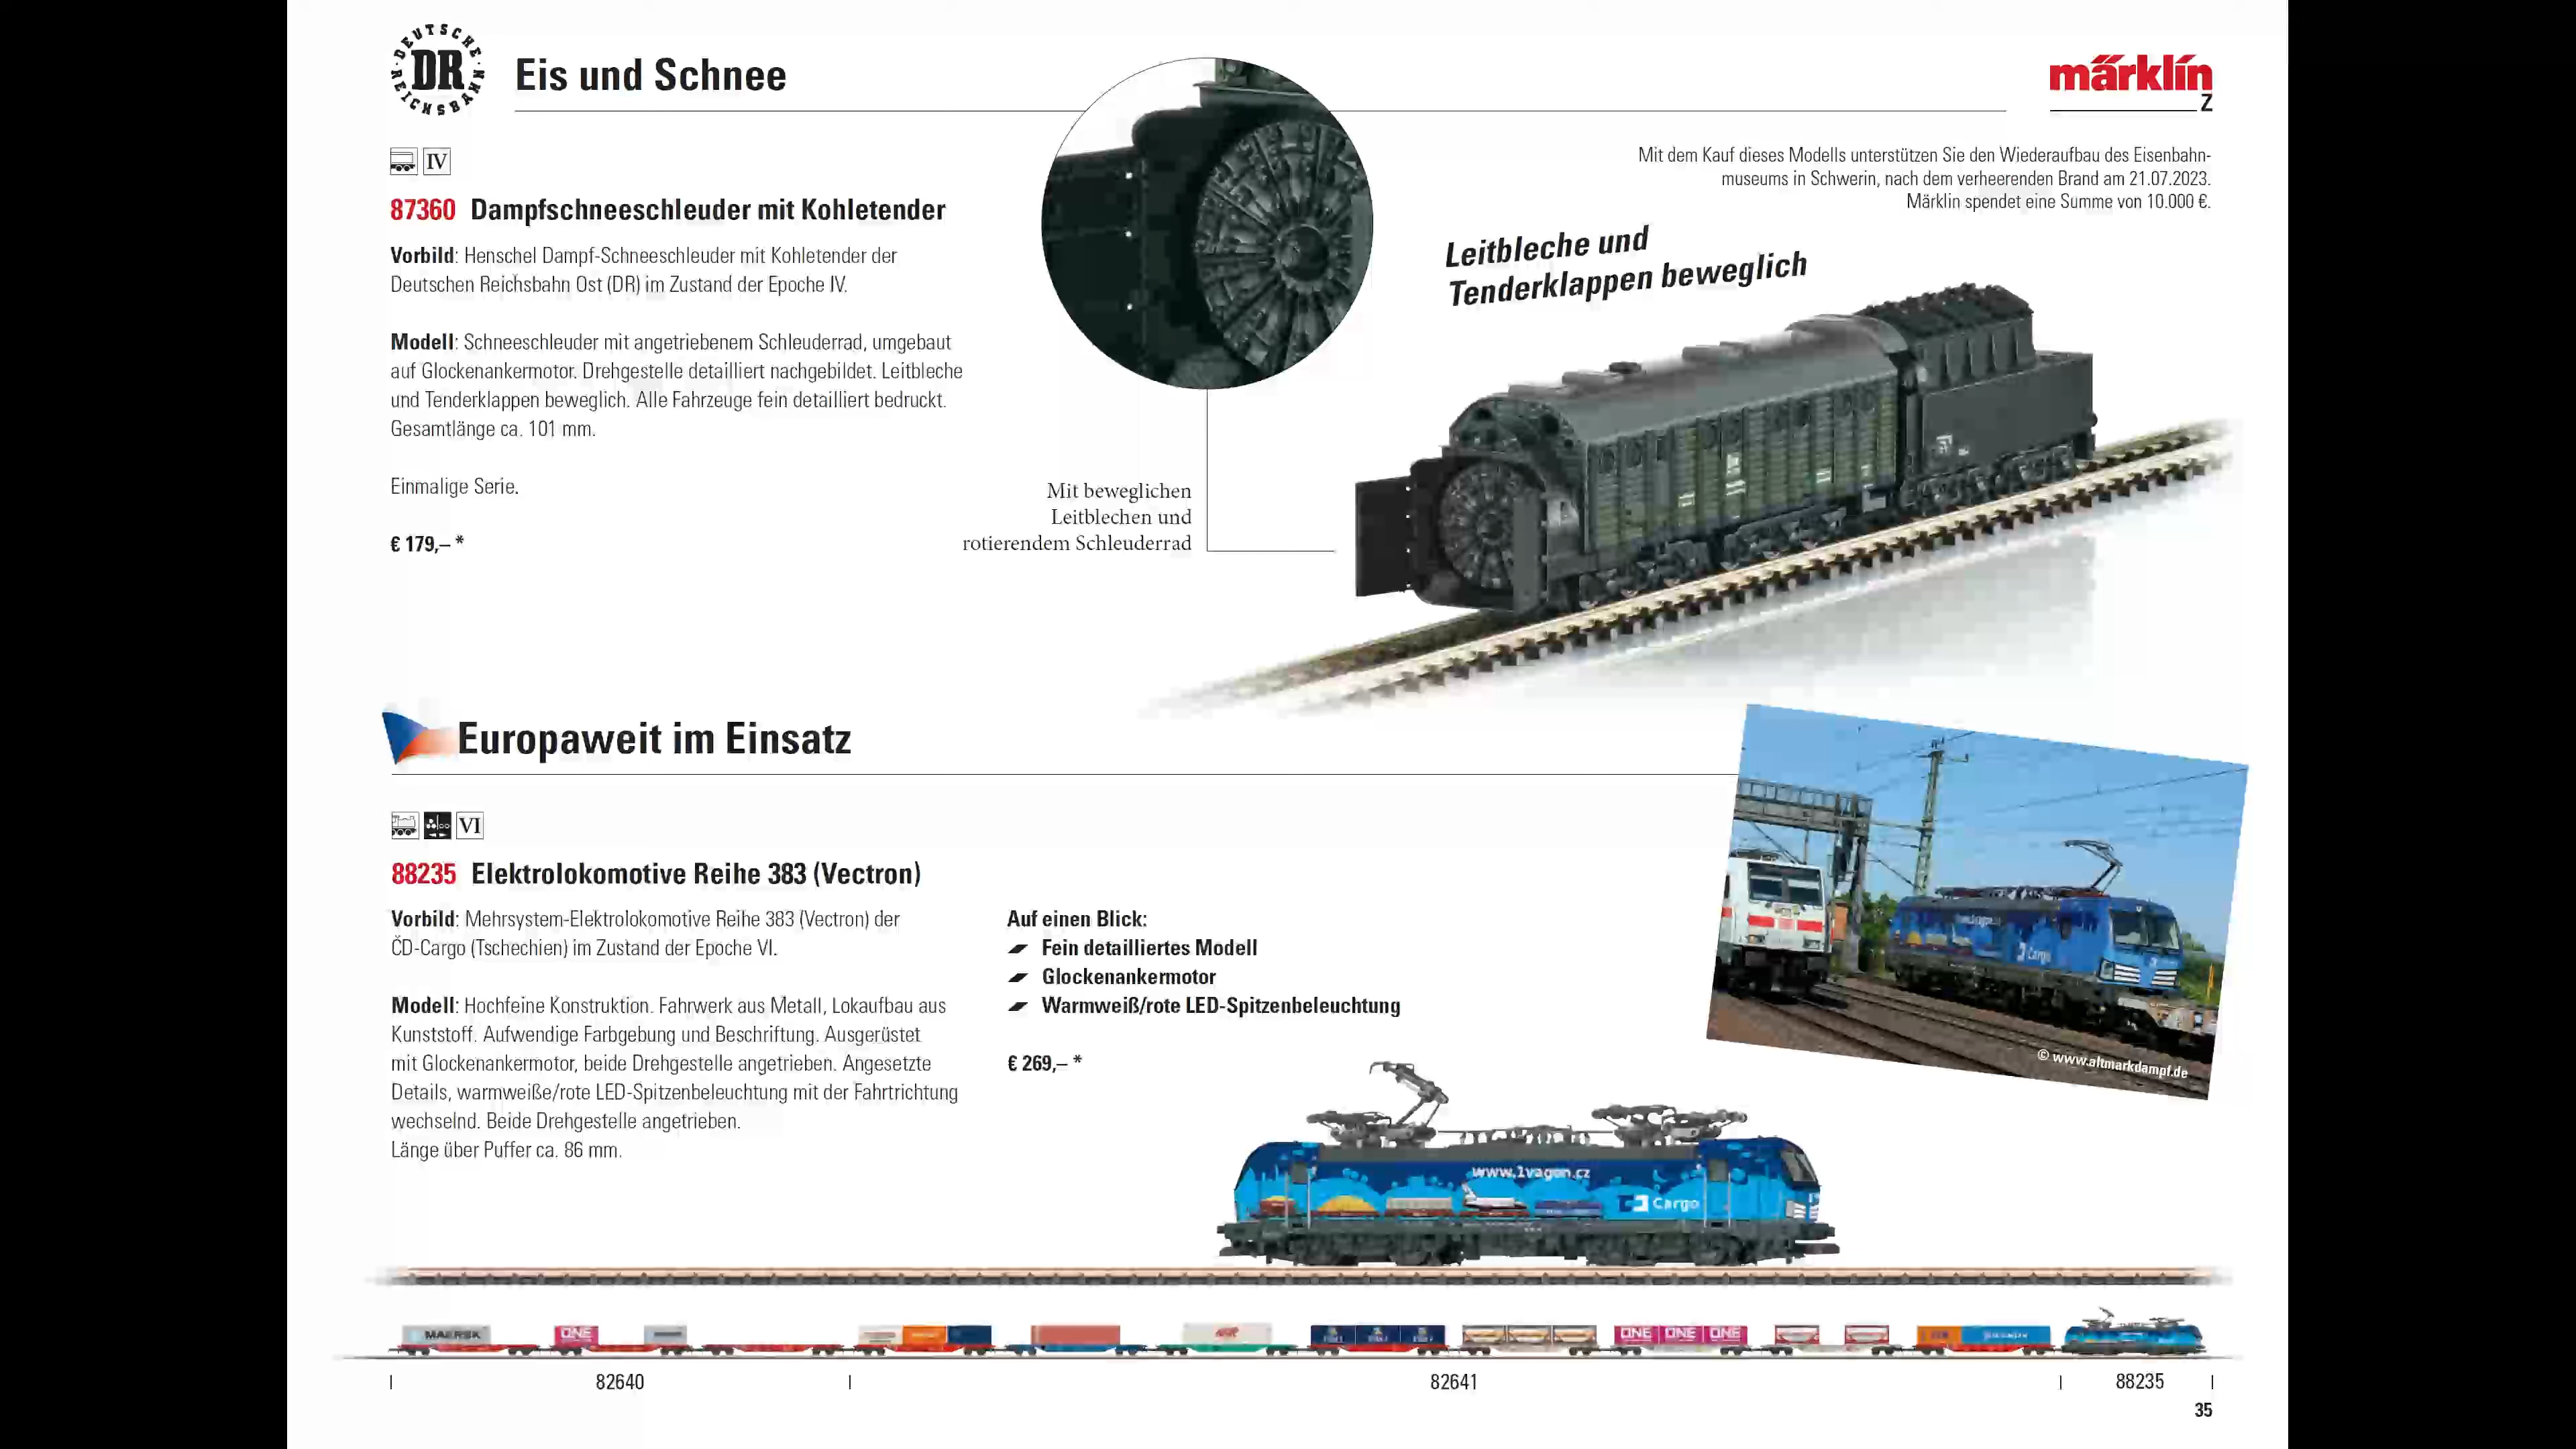 DEUTSCHE REICHSBAHN
DR
Eis und Schnee
märklin
Z
IV
Mit dem Kauf dieses Modells unterstützen Sie den Wiederaufbau des Eisenbahn-
museums in Schwerin, nach dem verheerenden Brand am 21.07.2023.
Märklin spendet eine Summe von 10.000 €.
87360 Dampfschneeschleuder mit Kohletender
Vorbild: Henschel Dampf-Schneeschleuder mit Kohletender der
Deutschen Reichsbahn Ost (DR) im Zustand der Epoche IV.
Modell: Schneeschleuder mit angetriebenem Schleuderrad, umgebaut
auf Glockenankermotor. Drehgestelle detailliert nachgebildet. Leitbleche
und Tenderklappen beweglich. Alle Fahrzeuge fein detailliert bedruckt.
Gesamtlänge ca. 101 mm.
Einmalige Serie.
€ 179,– *
Leitbleche und
Tenderklappen beweglich
Mit beweglichen
Leitblechen und
rotierendem Schleuderrad
Europaweit im Einsatz
VI
88235 Elektrolokomotive Reihe 383 (Vectron)
Vorbild: Mehrsystem-Elektrolokomotive Reihe 383 (Vectron) der
ČD-Cargo (Tschechien) im Zustand der Epoche VI.
Modell: Hochfeine Konstruktion. Fahrwerk aus Metall, Lokaufbau aus
Kunststoff. Aufwendige Farbgebung und Beschriftung. Ausgerüstet
mit Glockenankermotor, beide Drehgestelle angetrieben. Angesetzte
Details, warmweiße/rote LED-Spitzenbeleuchtung mit der Fahrtrichtung
wechselnd. Beide Drehgestelle angetrieben.
Länge über Puffer ca. 86 mm.
Auf einen Blick:
Fein detailliertes Modell
Glockenankermotor
Warmweiß/rote LED-Spitzenbeleuchtung
€ 269,– *
Cargo
© www.altmarkdampf.de
www.1vagon.cz
Cargo
MAERSK
ONE
ONE ONE ONE
82640
82641
88235
35